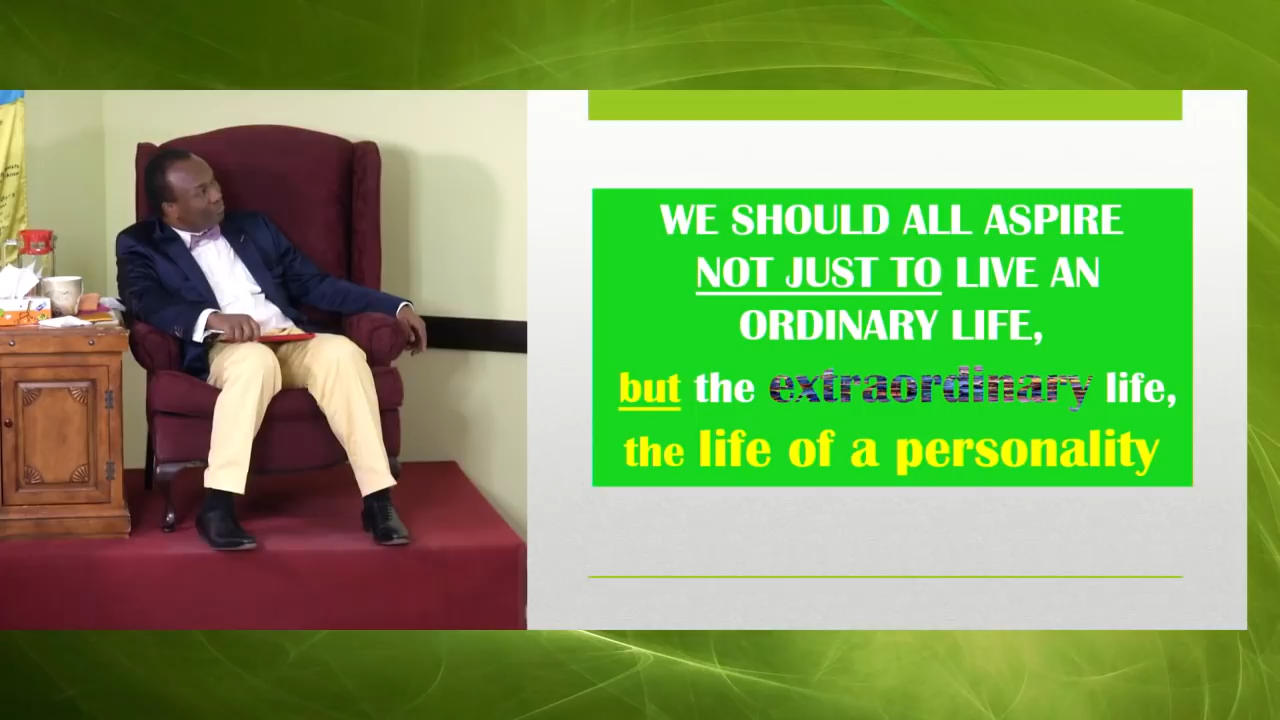 WE SHOULD ALL ASPIRE
NOT JUST TO LIVE AN
ORDINARY LIFE,
but the extraordinary life,
the life of a personality